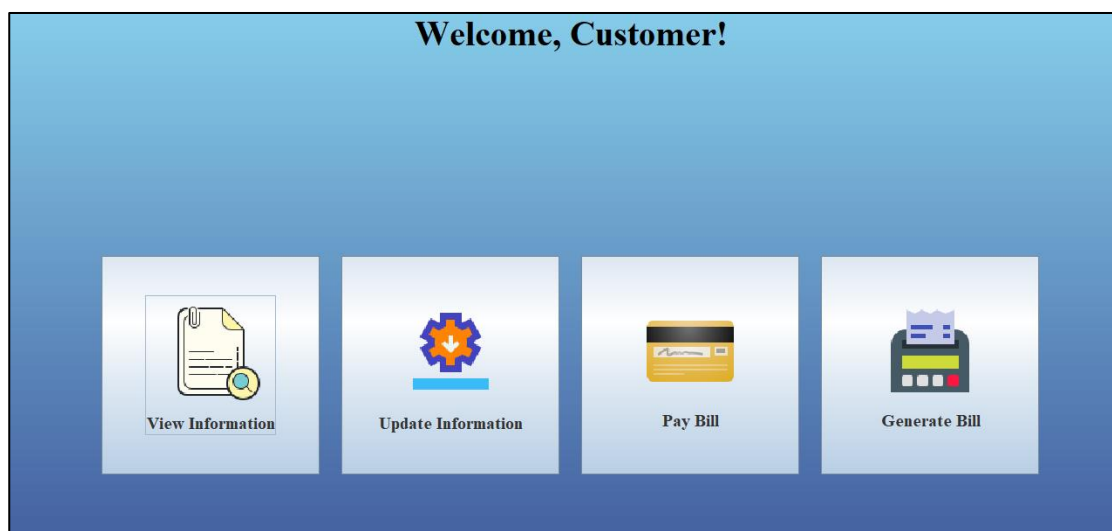 Welcome, Customer!
View Information
Update Information
Pay Bill
Generate Bill